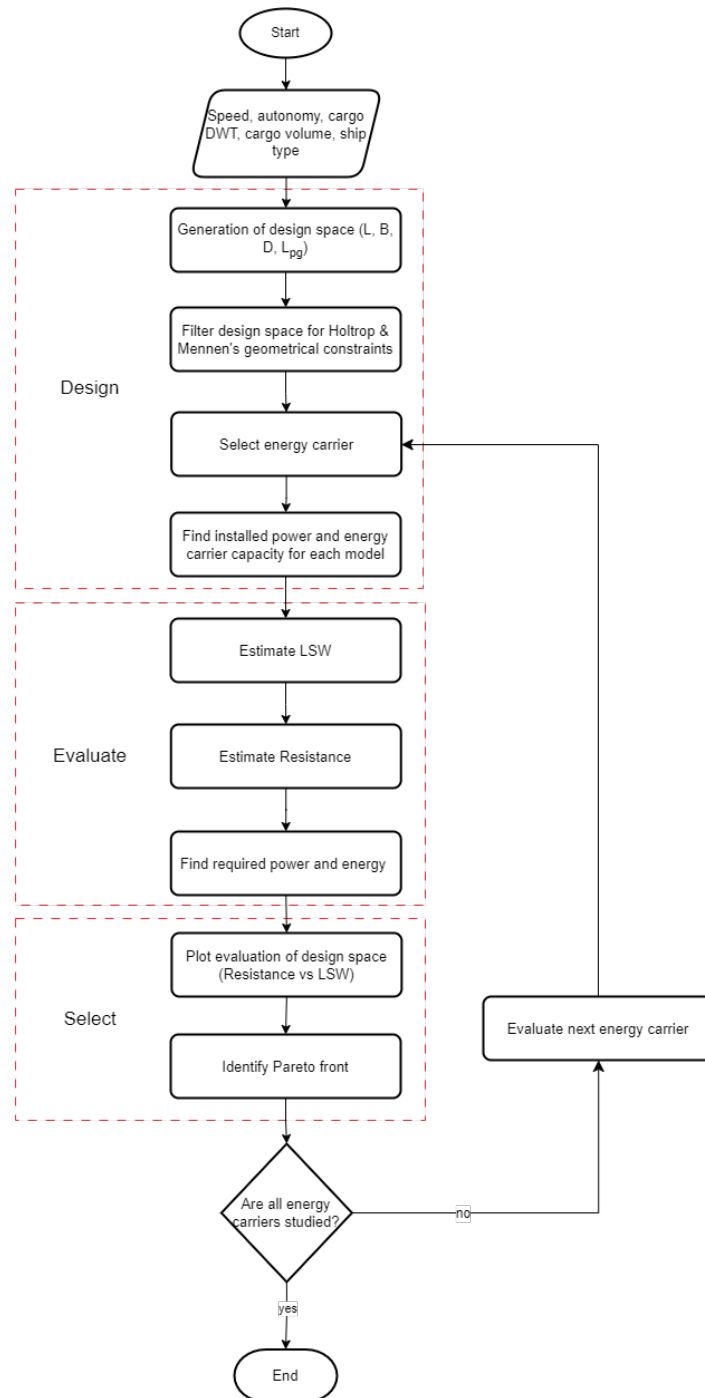 Start
Speed, autonomy, cargo
DWT, cargo volume, ship
type
Generation of design space (L, B,
D, Lpg)
Filter design space for Holtrop &
Mennen's geometrical constraints
Design
Select energy carrier
Find installed power and energy
carrier capacity for each model
Estimate LSW
Evaluate
Estimate Resistance
Find required power and energy
Plot evaluation of design space
(Resistance vs LSW)
Select
Evaluate next energy carrier
Identify Pareto front
Are all energy
carriers studied?
no
yes
End